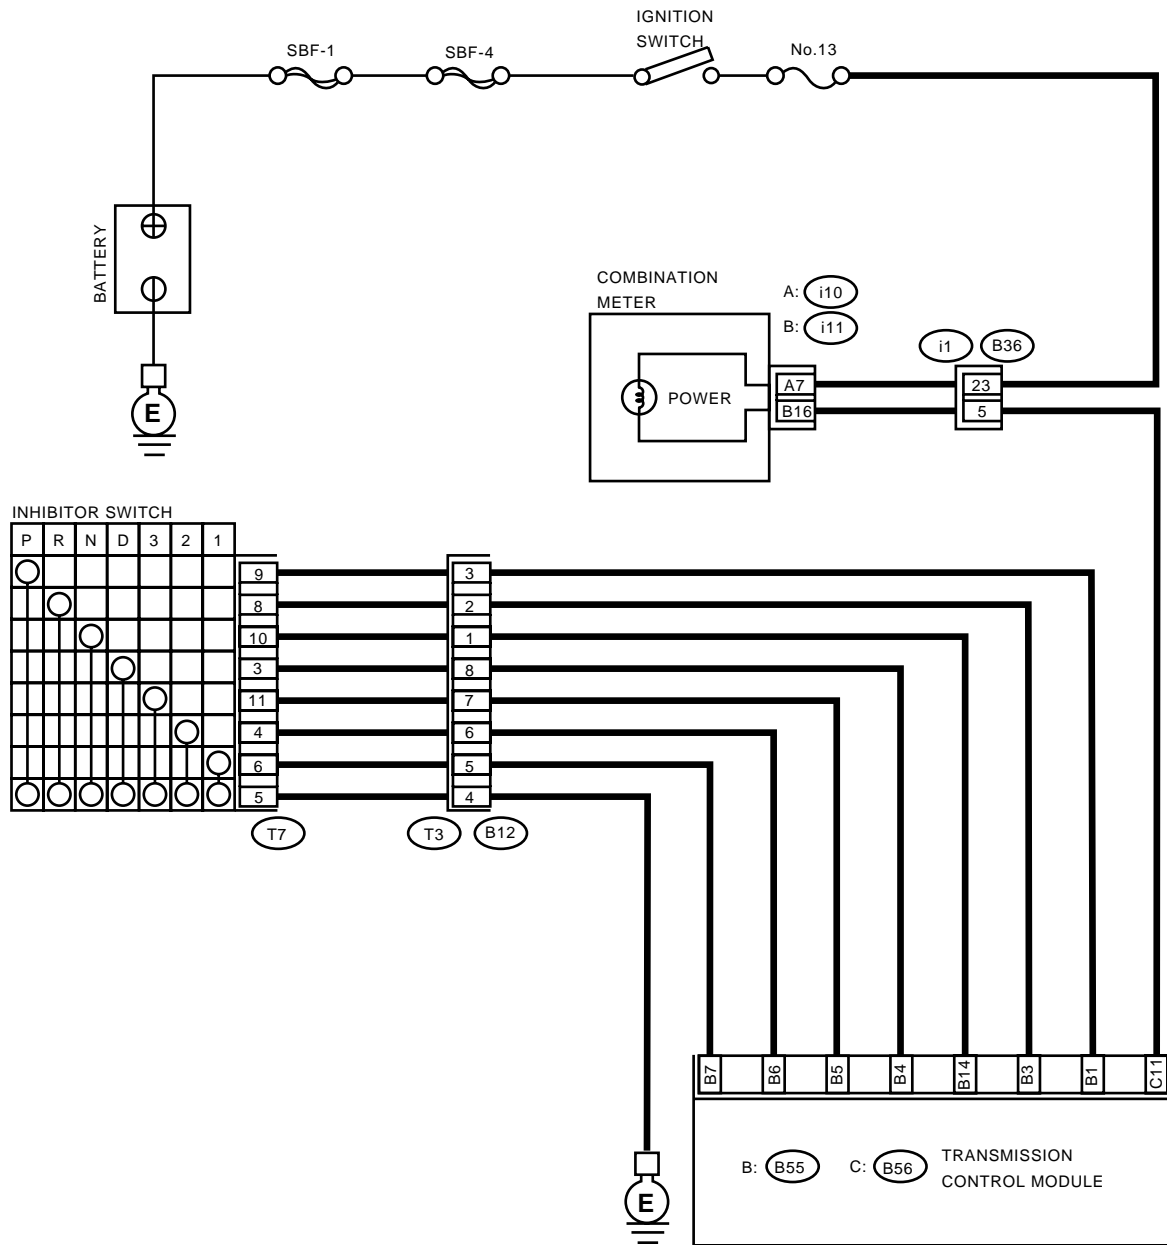 IGNITION
SWITCH
SBF-1
SBF-4
No.13
BATTERY
E
COMBINATION
METER
A: i10
B: i11
i1 B36
POWER
A7 23
B16 5
INHIBITOR SWITCH
P R N D 3 2 1
9 3
8 2
10 1
3 8
11 7
4 6
6 5
5 4
T7 T3 B12
B7 B6 B5 B4 B14 B3 B1 C11
B: B55 C: B56
TRANSMISSION
CONTROL MODULE
E